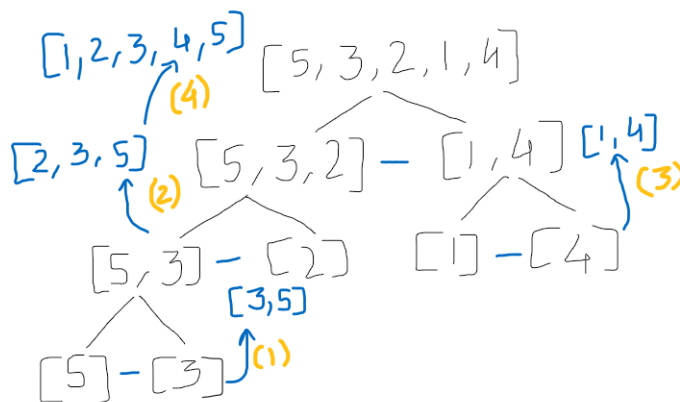 [1,2,3,4,5]
[5,3,2,1,4]
(4)
[2,3,5]
[5,3,2] - [1,4]
[1,4]
(2)
(3)
[5,3] - [2]
[1] - [4]
[3,5]
[5] - [3]
(1)